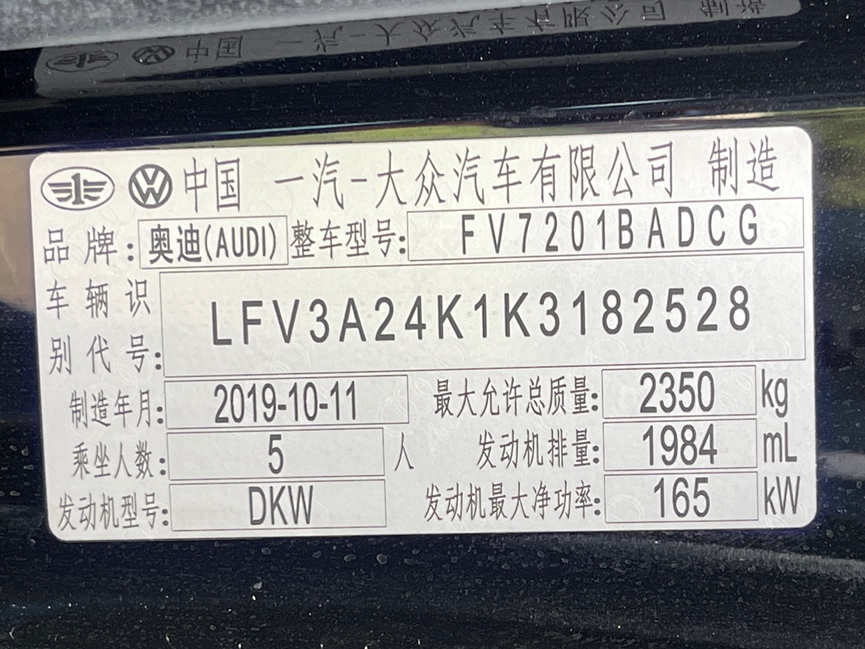 中国 一汽-大众汽车有限公司 制造
品牌: 奥迪(AUDI) 整车型号: FV7201BADCG
车辆识别代号: LFV3A24K1K3182528
制造年月: 2019-10-11 最大允许总质量: 2350 kg
乘坐人数: 5 人 发动机排量: 1984 mL
发动机型号: DKW 发动机最大净功率: 165 kW